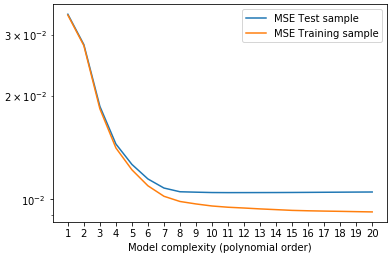 MSE Test sample
MSE Training sample
3 × 10⁻²
2 × 10⁻²
10⁻²
1 2 3 4 5 6 7 8 9 10 11 12 13 14 15 16 17 18 19 20
Model complexity (polynomial order)